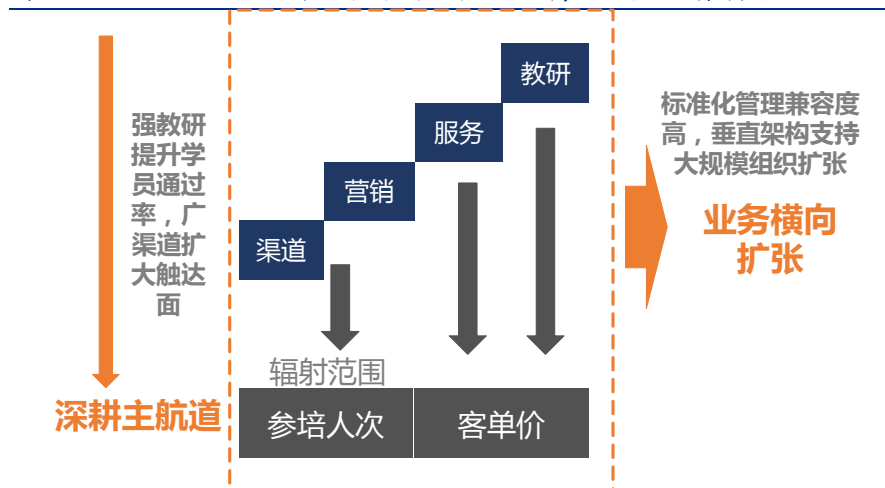 强教研
提升学
员通过
率，广
渠道扩
大触达
面
深耕主航道
教研
服务
营销
渠道
辐射范围
参培人次
客单价
标准化管理兼容度
高，垂直架构支持
大规模组织扩张
业务横向
扩张